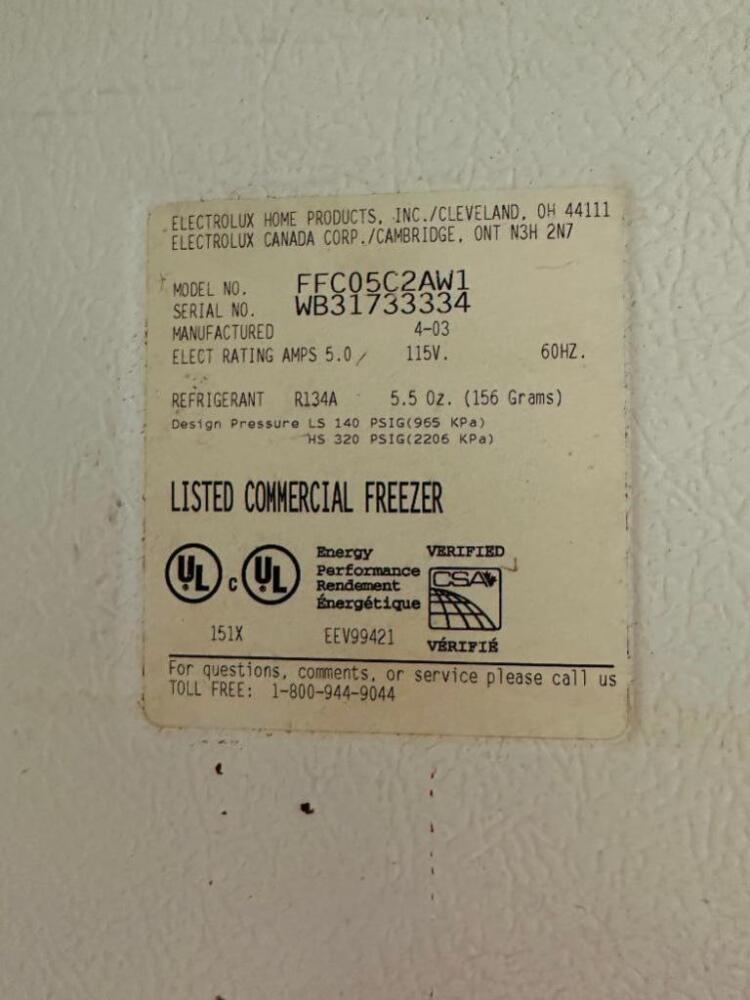 ELECTROLUX HOME PRODUCTS, INC./CLEVELAND, OH 44111
ELECTROLUX CANADA CORP./CAMBRIDGE, ONT N3H 2N7
MODEL NO. FFC05C2AW1
SERIAL NO. WB31733334
MANUFACTURED 4-03
ELECT RATING AMPS 5.0 115V. 60HZ.
REFRIGERANT R134A 5.5 Oz. (156 Grams)
Design Pressure LS 140 PSIG(965 KPa)
HS 320 PSIG(2206 KPa)
LISTED COMMERCIAL FREEZER
UL c UL
Energy
Performance
Rendement
Énergétique
VERIFIED
CSA
VÉRIFIÉ
151X EEV99421
For questions, comments, or service please call us
TOLL FREE: 1-800-944-9044